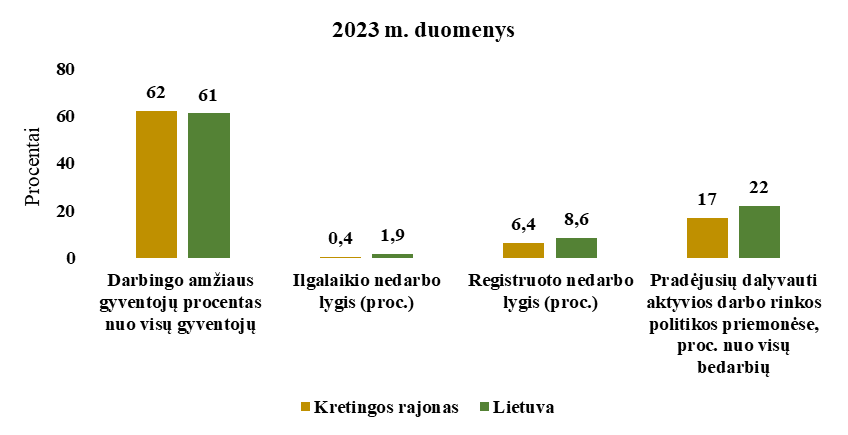 2023 m. duomenys
Procentai
80
60
40
20
0
62
61
0,4
1,9
6,4
8,6
17
22
Darbingo amžiaus
gyventojų procentas
nuo visų gyventojų
Ilgalaikio nedarbo
lygis (proc.)
Registruoto nedarbo
lygis (proc.)
Pradėjusių dalyvauti
aktyvios darbo rinkos
politikos priemonėse,
proc. nuo visų
bedarbių
Kretingos rajonas
Lietuva